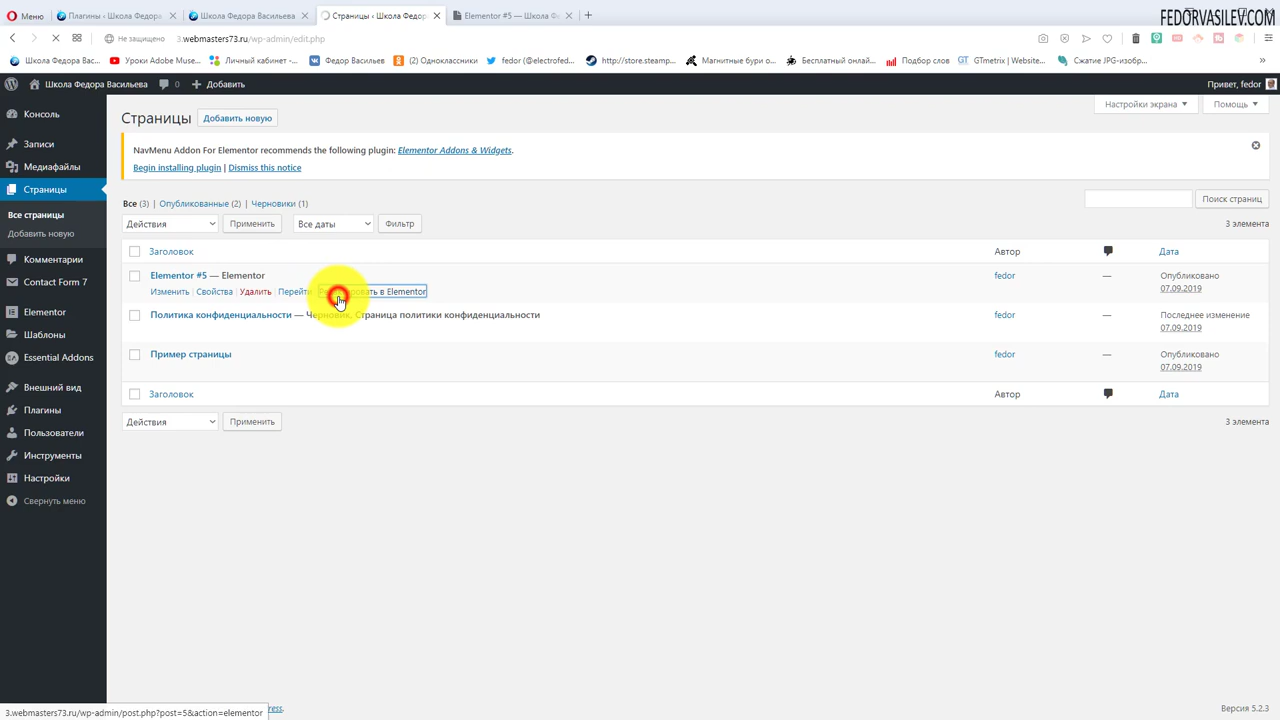 Меню
Плагины ‹ Школа Федора
Школа Федора Васильева
Страницы ‹ Школа Федор
Elementor #5 — Школа Ф
FEDORVASILEV.COM
Не защищено
3.webmasters73.ru/wp-admin/edit.php
Школа Федора Вас...
Уроки Adobe Muse...
Личный кабинет -...
Федор Васильев
(2) Одноклассники
fedor (@electrofed...
http://store.steamp...
Магнитные бури о...
Бесплатный онлай...
Подбор слов
GTmetrix | Website...
Сжатие JPG-изобр...
Школа Федора Васильева
0
Добавить
Привет, fedor
Консоль
Записи
Медиафайлы
Страницы
Все страницы
Добавить новую
Комментарии
Contact Form 7
Elementor
Шаблоны
Essential Addons
Внешний вид
Плагины
Пользователи
Инструменты
Настройки
Свернуть меню
Настройки экрана
Помощь
Страницы
Добавить новую
NavMenu Addon For Elementor recommends the following plugin: Elementor Addons & Widgets.
Begin installing plugin | Dismiss this notice
Все (3) | Опубликованные (2) | Черновики (1)
Поиск страниц
Действия
Применить
Все даты
Фильтр
3 элемента
Заголовок
Автор
Дата
Elementor #5 — Elementor
fedor
—
Опубликовано
07.09.2019
Изменить | Свойства | Удалить | Перейти
в Elementor
Политика конфиденциальности — Черновик, Страница политики конфиденциальности
fedor
—
Последнее изменение
07.09.2019
Пример страницы
fedor
—
Опубликовано
07.09.2019
Заголовок
Автор
Дата
Действия
Применить
3 элемента
3.webmasters73.ru/wp-admin/post.php?post=5&action=elementor
ress.
Версия 5.2.3